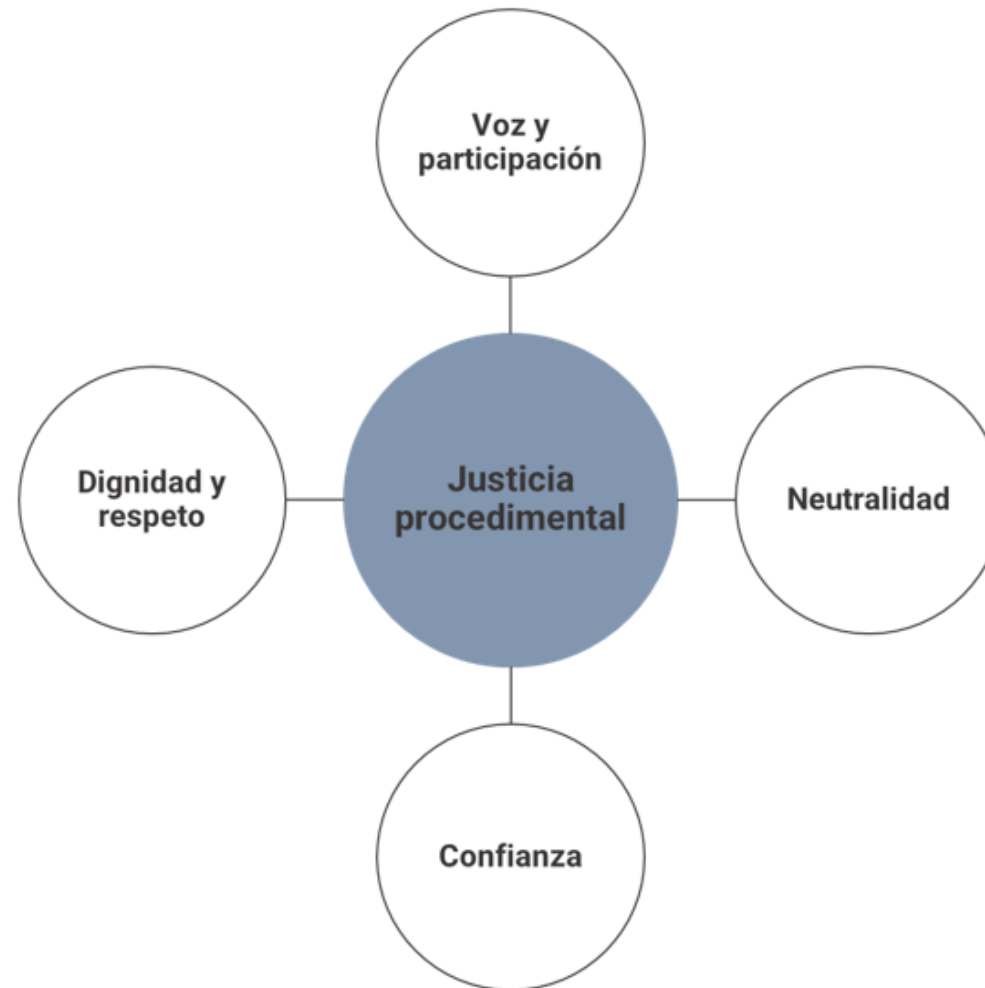 Voz y
participación
Dignidad y
respeto
Justicia
procedimental
Neutralidad
Confianza